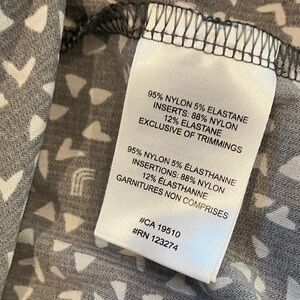 95% NYLON 5% ELASTANE
INSERTS: 88% NYLON
12% ELASTANE
EXCLUSIVE OF TRIMMINGS
95% NYLON 5% ÉLASTHANNE
INSERTIONS: 88% NYLON
12% ÉLASTHANNE
GARNITURES NON COMPRISES
#CA 19510
#RN 123274